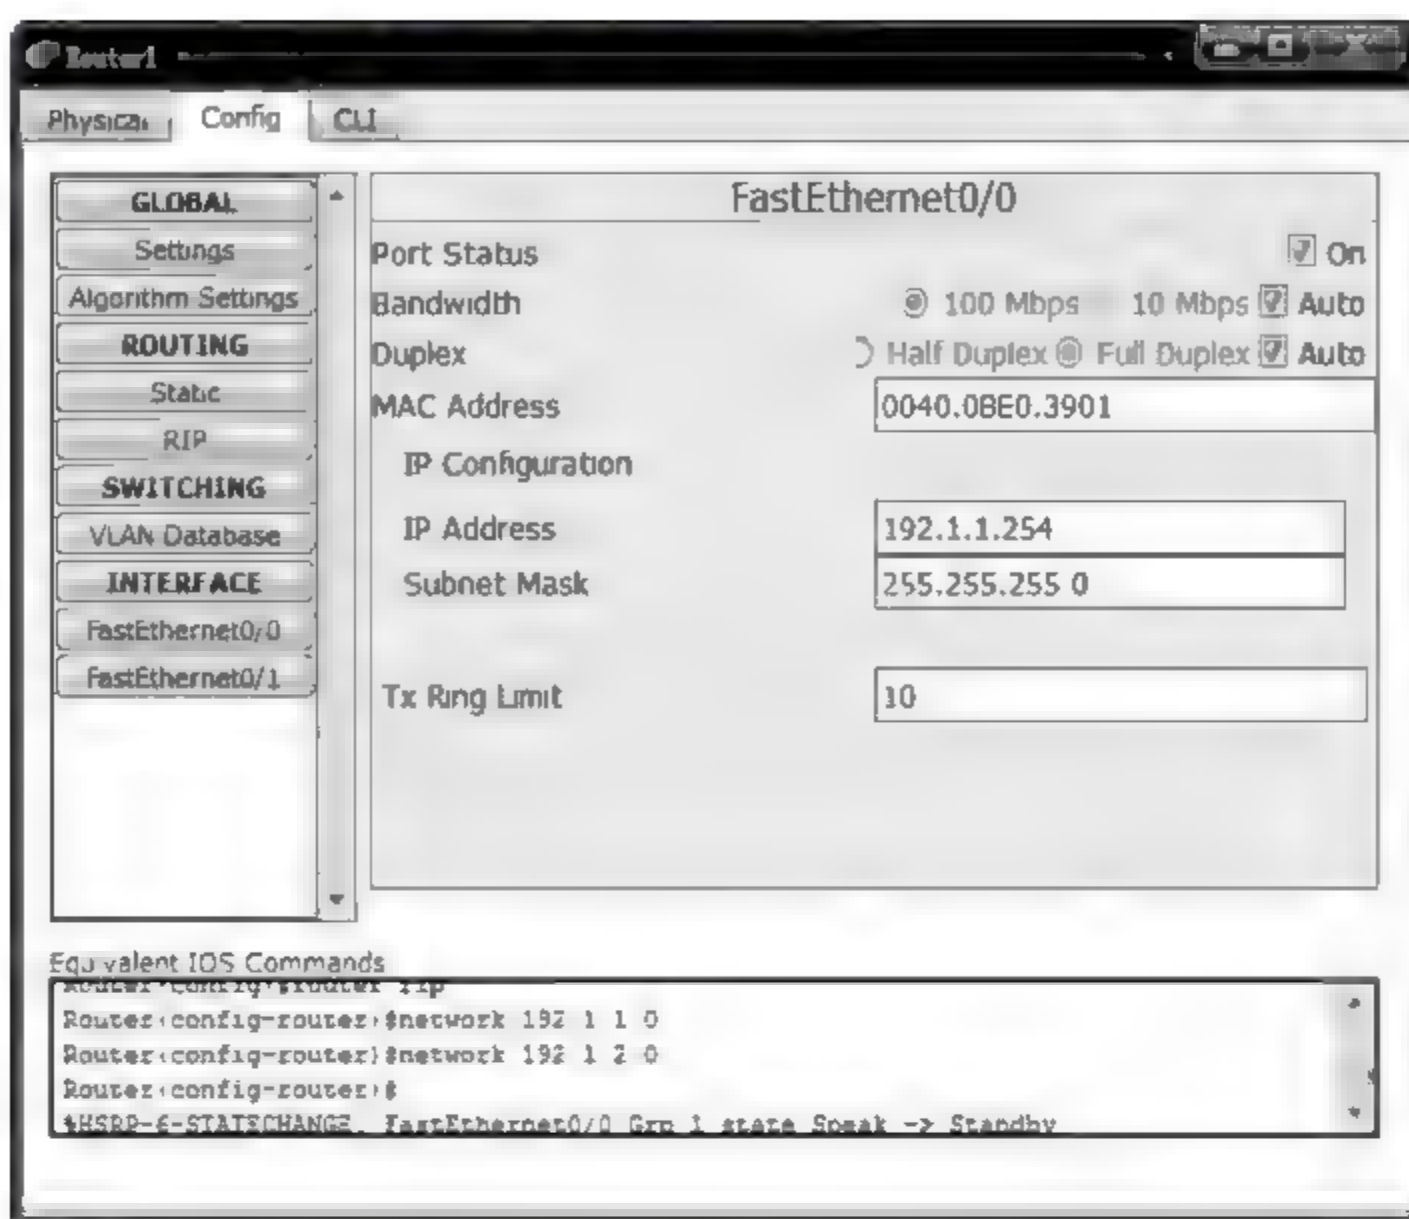 Router1
Physical Config CLI
GLOBAL
Settings
Algorithm Settings
ROUTING
Static
RIP
SWITCHING
VLAN Database
INTERFACE
FastEthernet0/0
FastEthernet0/1
FastEthernet0/0
Port Status On
Bandwidth 100 Mbps 10 Mbps Auto
Duplex Half Duplex Full Duplex Auto
MAC Address 0040.0BE0.3901
IP Configuration
IP Address 192.1.1.254
Subnet Mask 255.255.255 0
Tx Ring Limit 10
Equivalent IOS Commands
Router(config)#router rip
Router(config-router)#network 192 1 1 0
Router(config-router)#network 192 1 2 0
Router(config-router)#
%HSRP-6-STATECHANGE: FastEthernet0/0 Grp 1 state Speak -> Standby